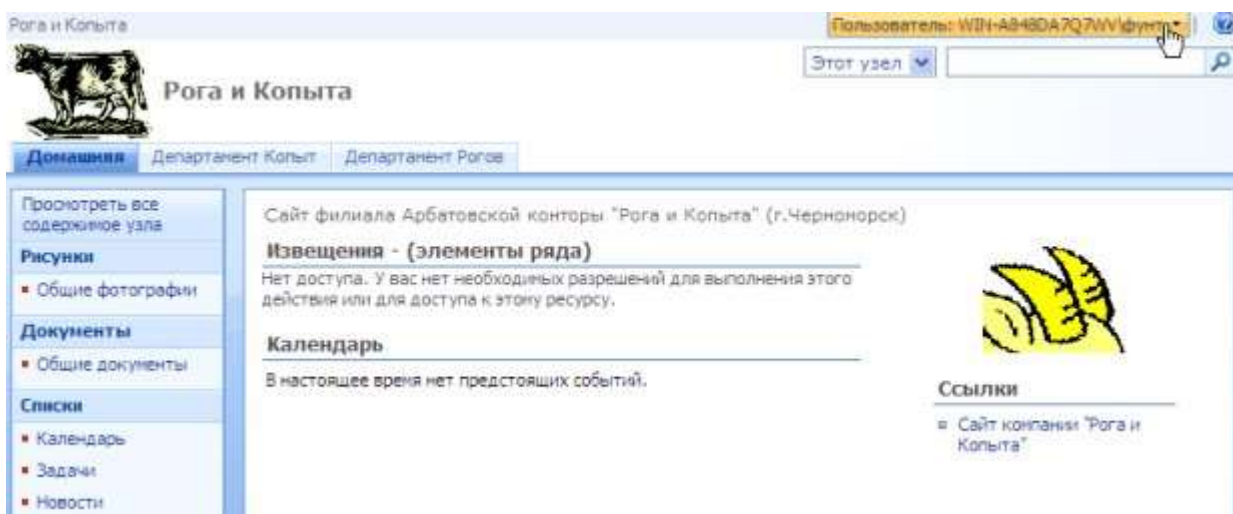 Рога и Копыта
Пользователь: WIN-A848DA7Q7WV\фунт
Этот узел
Рога и Копыта
Домашняя Департамент Копыт Департамент Рогов
Просмотреть все
содержимое узла
Рисунки
Общие фотографии
Документы
Общие документы
Списки
Календарь
Задачи
Новости
Сайт филиала Арбатовской конторы "Рога и Копыта" (г.Черноморск)
Извещения - (элементы ряда)
Нет доступа. У вас нет необходимых разрешений для выполнения этого
действия или для доступа к этому ресурсу.
Календарь
В настоящее время нет предстоящих событий.
Ссылки
Сайт компании "Рога и
Копыта"